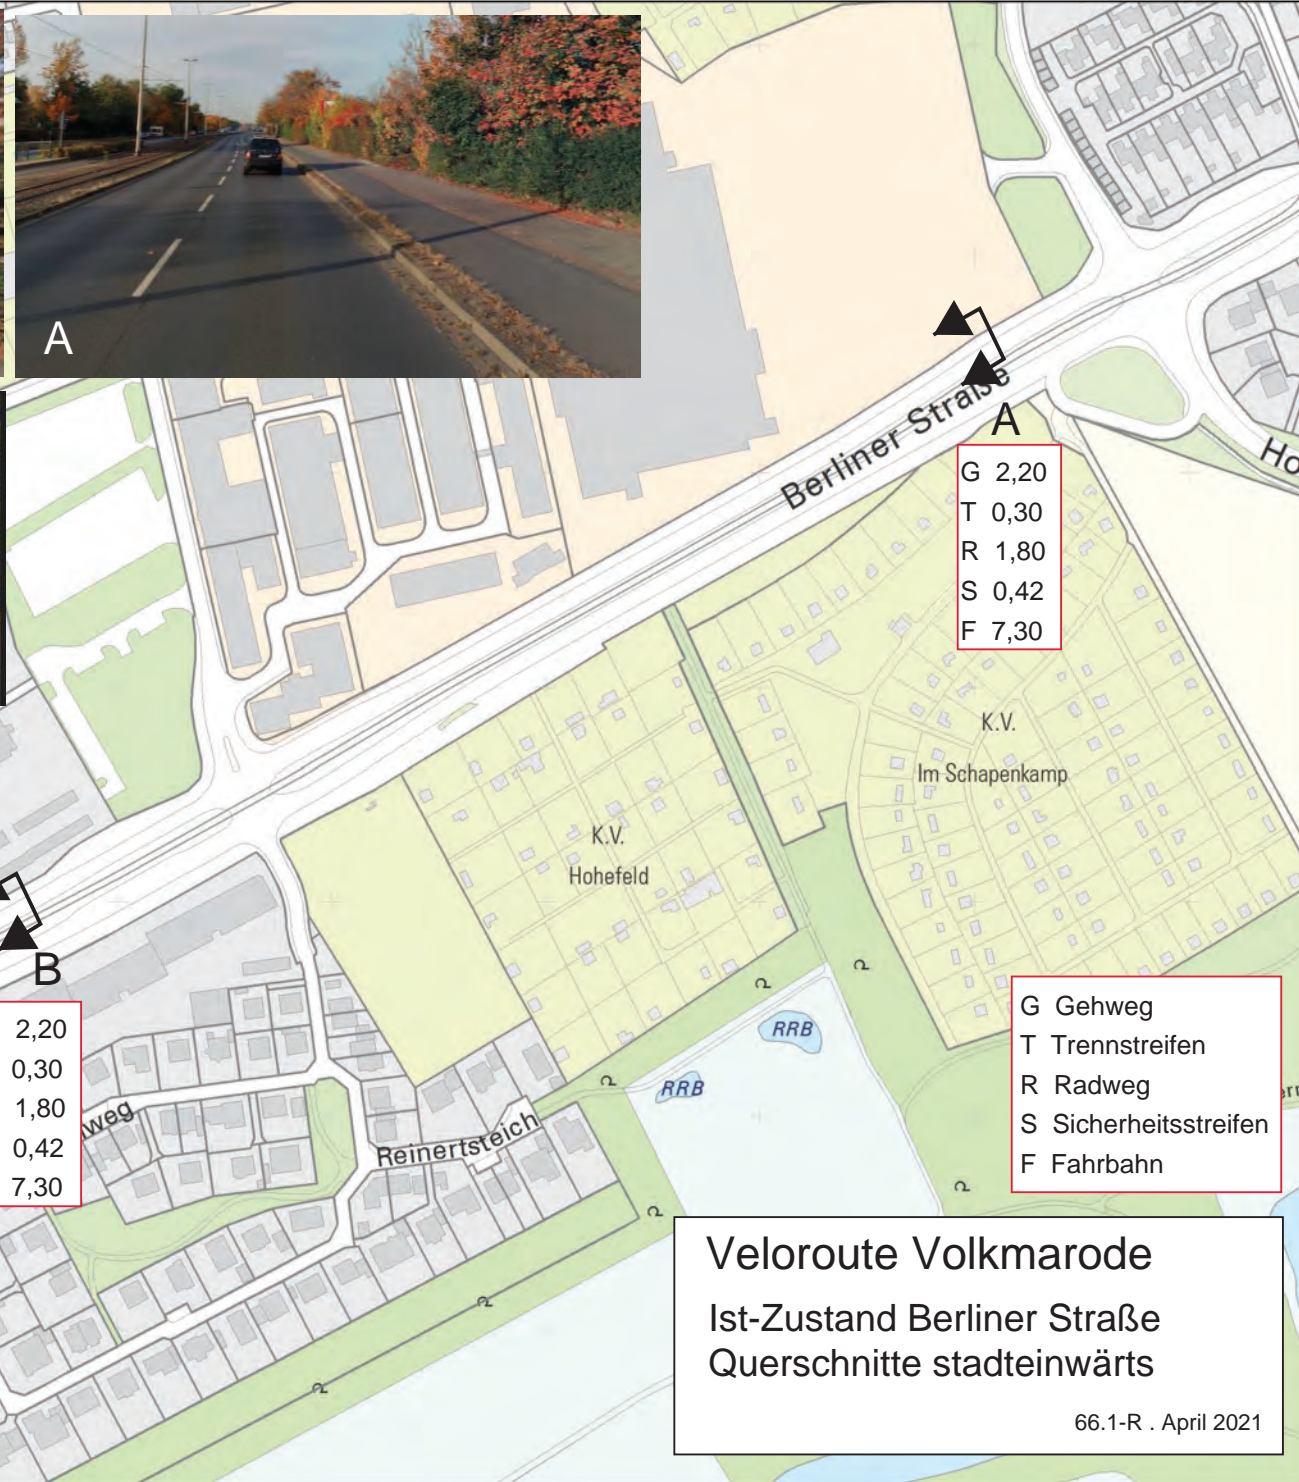 A
Berliner Straße
A
G 2,20
T 0,30
R 1,80
S 0,42
F 7,30
K.V.
Im Schapenkamp
K.V.
Hohefeld
B
2,20
0,30
1,80
0,42
7,30
weg
Reinertsteich
RRB
RRB
G Gehweg
T Trennstreifen
R Radweg
S Sicherheitsstreifen
F Fahrbahn
Veloroute Volkmarode
Ist-Zustand Berliner Straße
Querschnitte stadteinwärts
66.1-R . April 2021